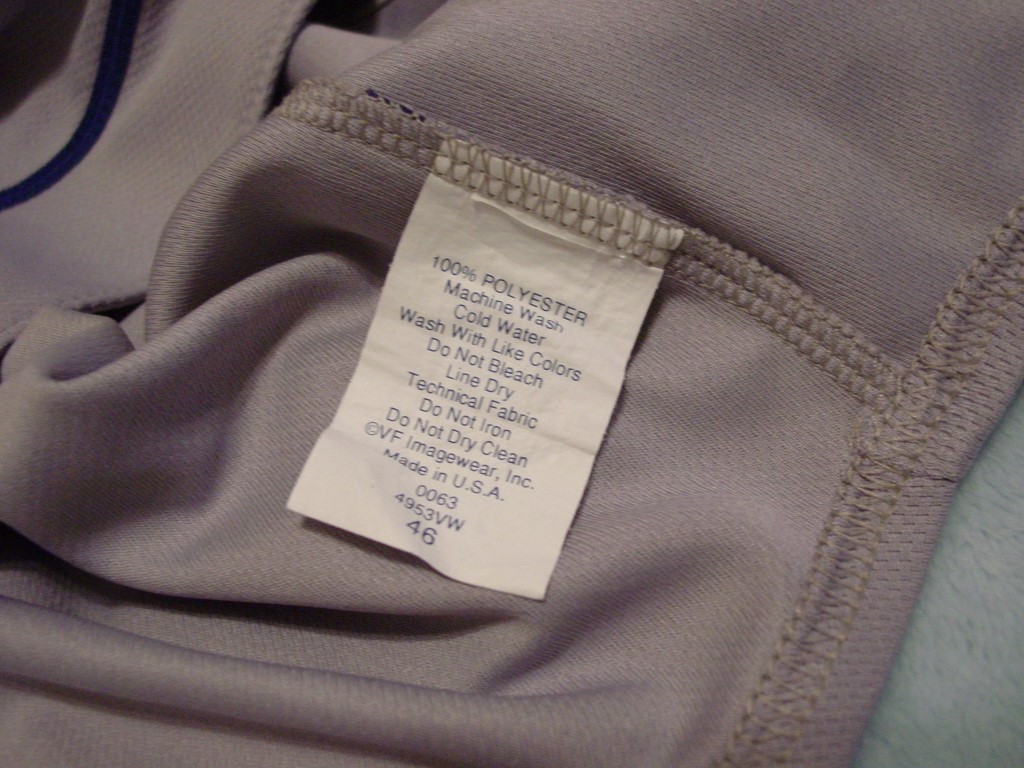 100% POLYESTER
Machine Wash
Cold Water
Wash With Like Colors
Do Not Bleach
Line Dry
Technical Fabric
Do Not Iron
Do Not Dry Clean
©VF Imagewear, Inc.
Made in U.S.A.
0063
4953VW
46